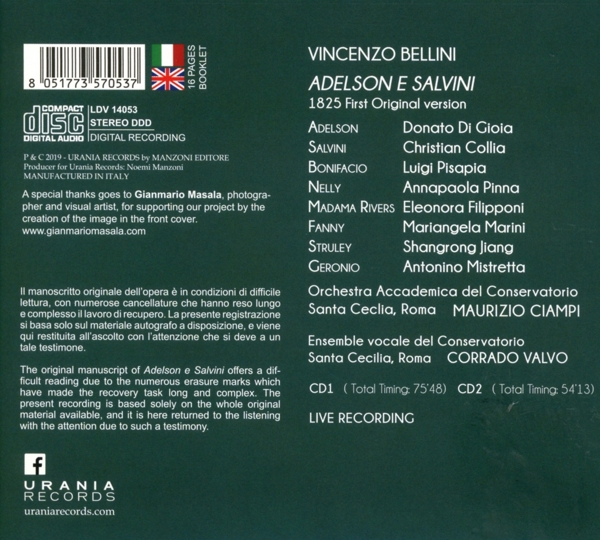 8 051773 570537
16 PAGES
BOOKLET
COMPACT
disc
DIGITAL AUDIO
LDV 14053
STEREO DDD
DIGITAL RECORDING
P & C 2019 - URANIA RECORDS by MANZONI EDITORE
Producer for Urania Records: Noemi Manzoni
MANUFACTURED IN ITALY
A special thanks goes to Gianmario Masala, photogra-
pher and visual artist, for supporting our project by the
creation of the image in the front cover.
www.gianmariomasala.com
Il manoscritto originale dell'opera è in condizioni di difficile
lettura, con numerose cancellature che hanno reso lungo
e complesso il lavoro di recupero. La presente registrazione
si basa solo sul materiale autografo a disposizione, e viene
qui restituita all'ascolto con l'attenzione che si deve a un
tale testimone.
The original manuscript of Adelson e Salvini offers a dif-
ficult reading due to the numerous erasure marks which
have made the recovery task long and complex. The
present recording is based solely on the whole original
material available, and it is here returned to the listening
with the attention due to such a testimony.
f
URANIA
RECORDS
uraniarecords.com
VINCENZO BELLINI
ADELSON E SALVINI
1825 First Original version
ADELSON Donato Di Gioia
SALVINI Christian Collia
BONIFACIO Luigi Pisapia
NELLY Annapaola Pinna
MADAMA RIVERS Eleonora Filipponi
FANNY Mariangela Marini
STRULEY Shangrong Jiang
GERONIO Antonino Mistretta
Orchestra Accademica del Conservatorio
Santa Ceclia, Roma MAURIZIO CIAMPI
Ensemble vocale del Conservatorio
Santa Cecilia, Roma CORRADO VALVO
CD1 ( Total Timing: 75'48) CD2 ( Total Timing: 54'13)
LIVE RECORDING